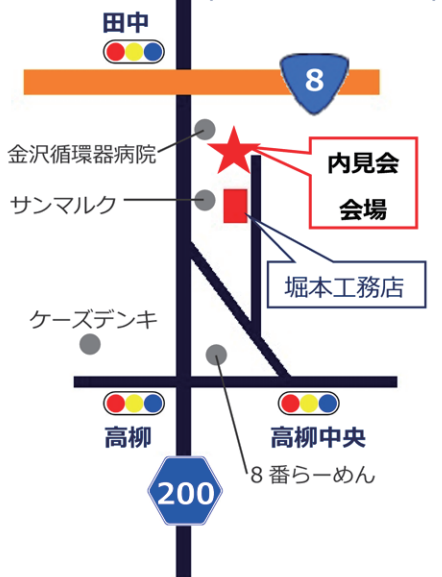 田中
8
金沢循環器病院
内見会
会場
サンマルク
堀本工務店
ケーズデンキ
高柳
高柳中央
8番らーめん
200